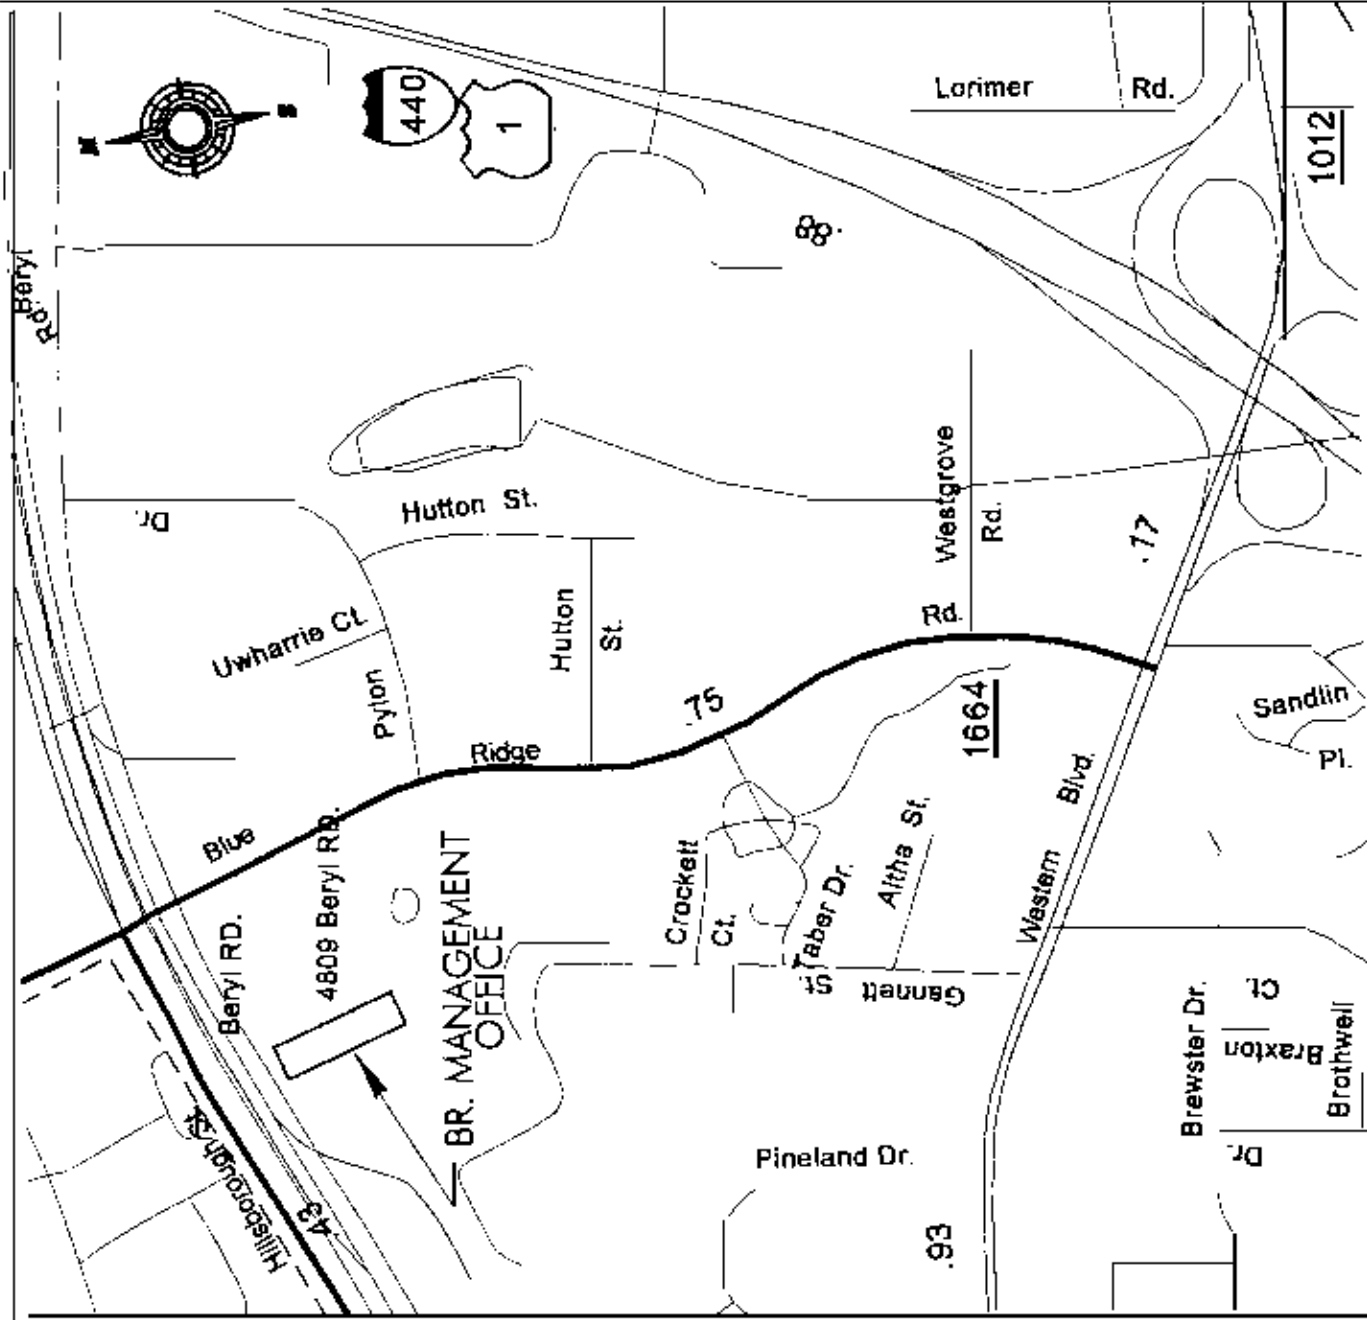 N
S
440
1
Lorimer Rd.
1012
.88
Beryl
Rd.
Dr.
Hutton St.
Westgrove
Rd.
.17
Uwharrie Ct.
Hutton
St.
Rd.
Pylon
.75
1664
Sandlin
Pl.
Ridge
Blue
4809 Beryl RD.
Beryl RD.
BR. MANAGEMENT
OFFICE
Crockett
Ct.
Taber Dr.
Altha St.
Western Blvd.
Gannett
St.
Hillsborough St.
.43
Pineland Dr.
.93
Brewster Dr.
Ct.
Braxton
Brothwell
Dr.